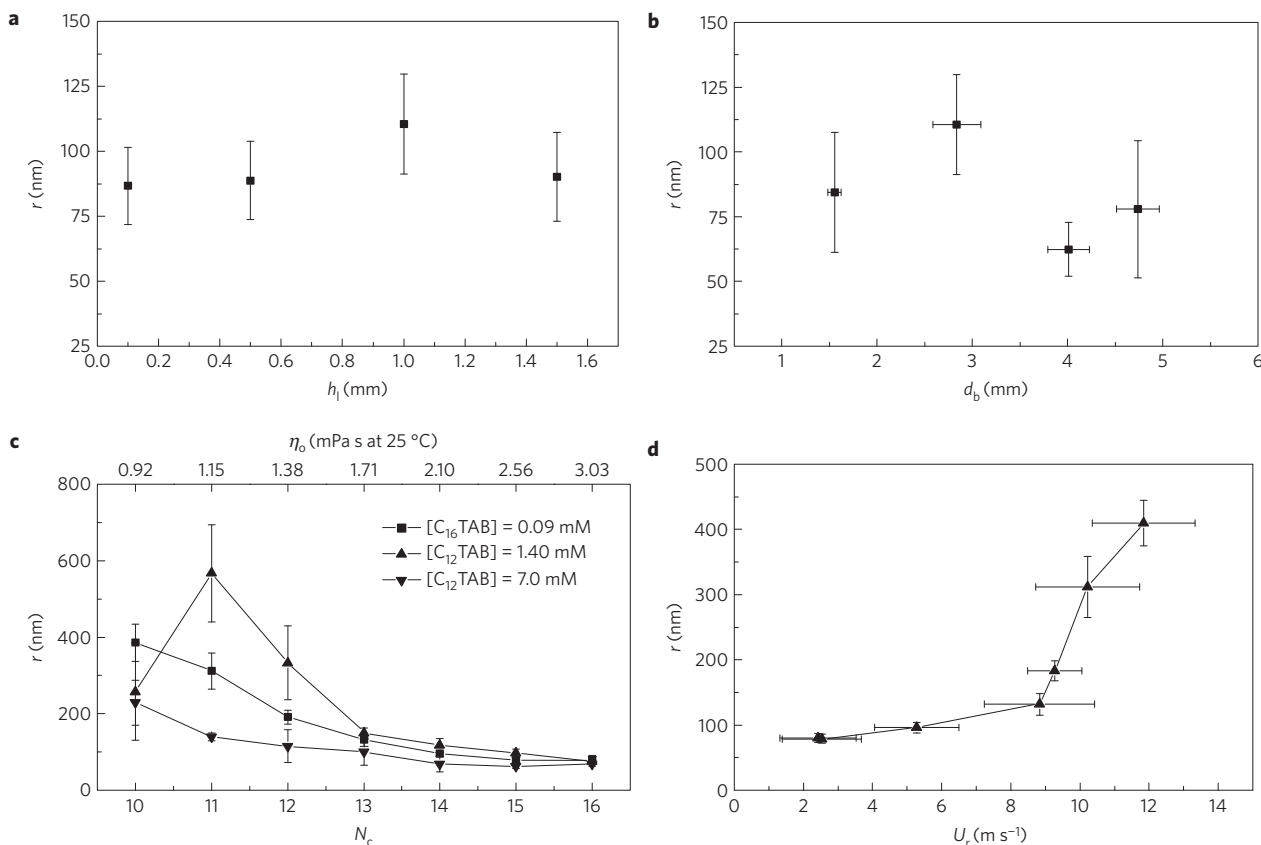 a
150
125
100
75
50
25
r (nm)
0.0 0.2 0.4 0.6 0.8 1.0 1.2 1.4 1.6
hₗ (mm)
b
150
125
100
75
50
25
r (nm)
1 2 3 4 5 6
d_b (mm)
c
ηₒ (mPa s at 25 °C)
0.92 1.15 1.38 1.71 2.10 2.56 3.03
800
600
400
200
0
r (nm)
[C₁₆TAB] = 0.09 mM
[C₁₂TAB] = 1.40 mM
[C₁₂TAB] = 7.0 mM
10 11 12 13 14 15 16
N_c
d
500
400
300
200
100
0
r (nm)
0 2 4 6 8 10 12 14
Uᵣ (m s⁻¹)